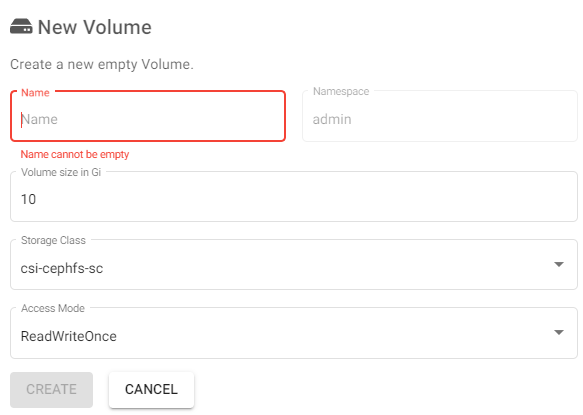 New Volume
Create a new empty Volume.
Name
Namespace
Name
admin
Name cannot be empty
Volume size in Gi
10
Storage Class
csi-cephfs-sc
Access Mode
ReadWriteOnce
CREATE
CANCEL